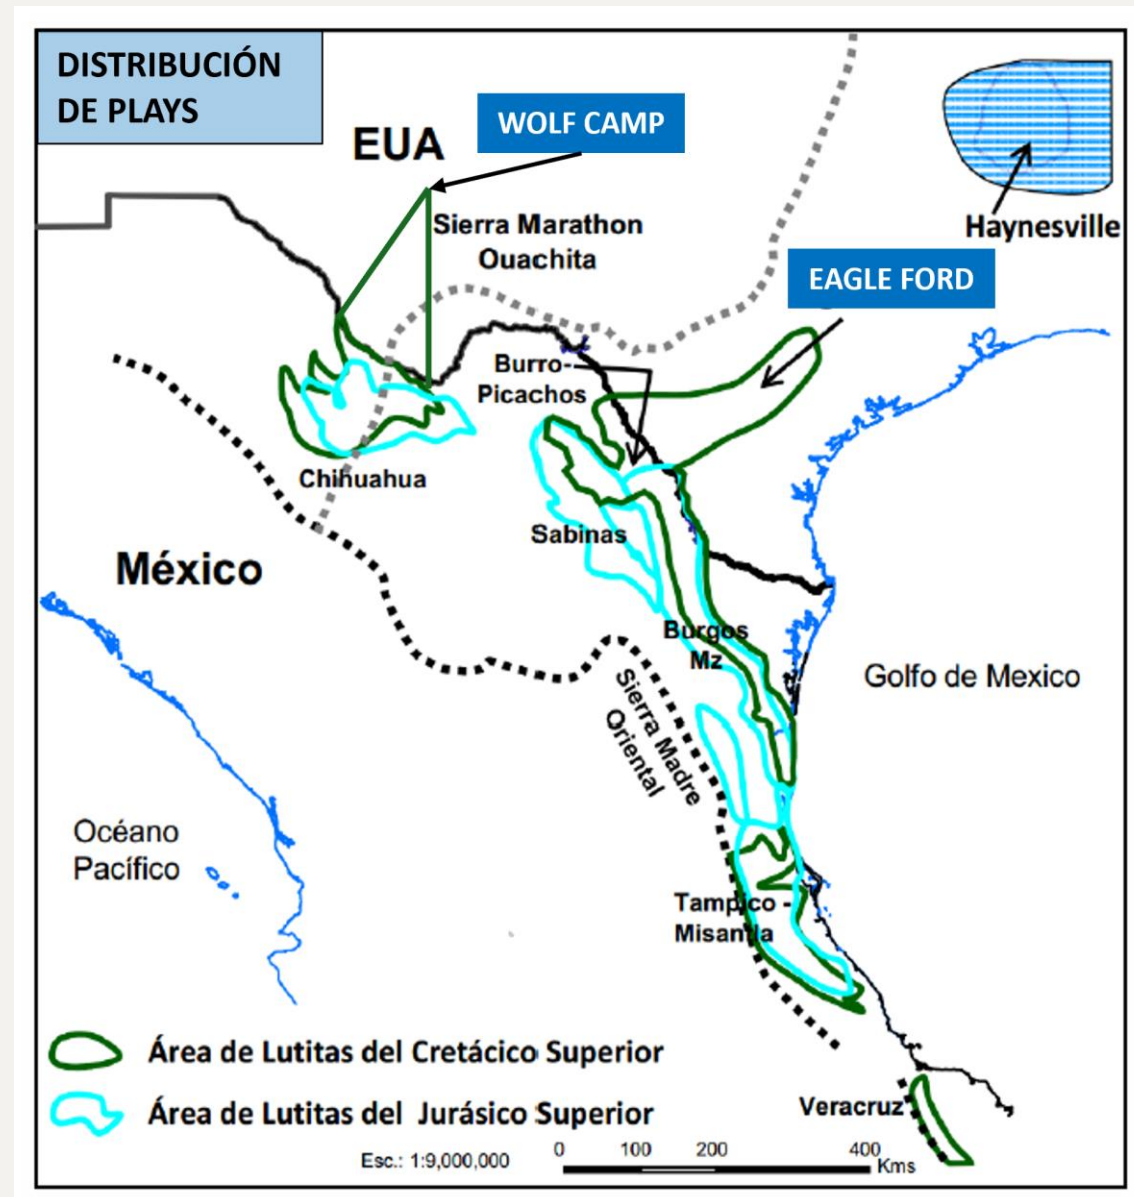 DISTRIBUCIÓN
DE PLAYS
EUA
WOLF CAMP
Sierra Marathon
Ouachita
Haynesville
EAGLE FORD
Burro-
Picachos
Chihuahua
Sabinas
México
Burgos
Mz
Golfo de Mexico
Sierra Madre
Oriental
Océano
Pacífico
Tampico -
Misantla
Área de Lutitas del Cretácico Superior
Área de Lutitas del Jurásico Superior
Veracruz
Esc.: 1:9,000,000
0 100 200 400
Kms